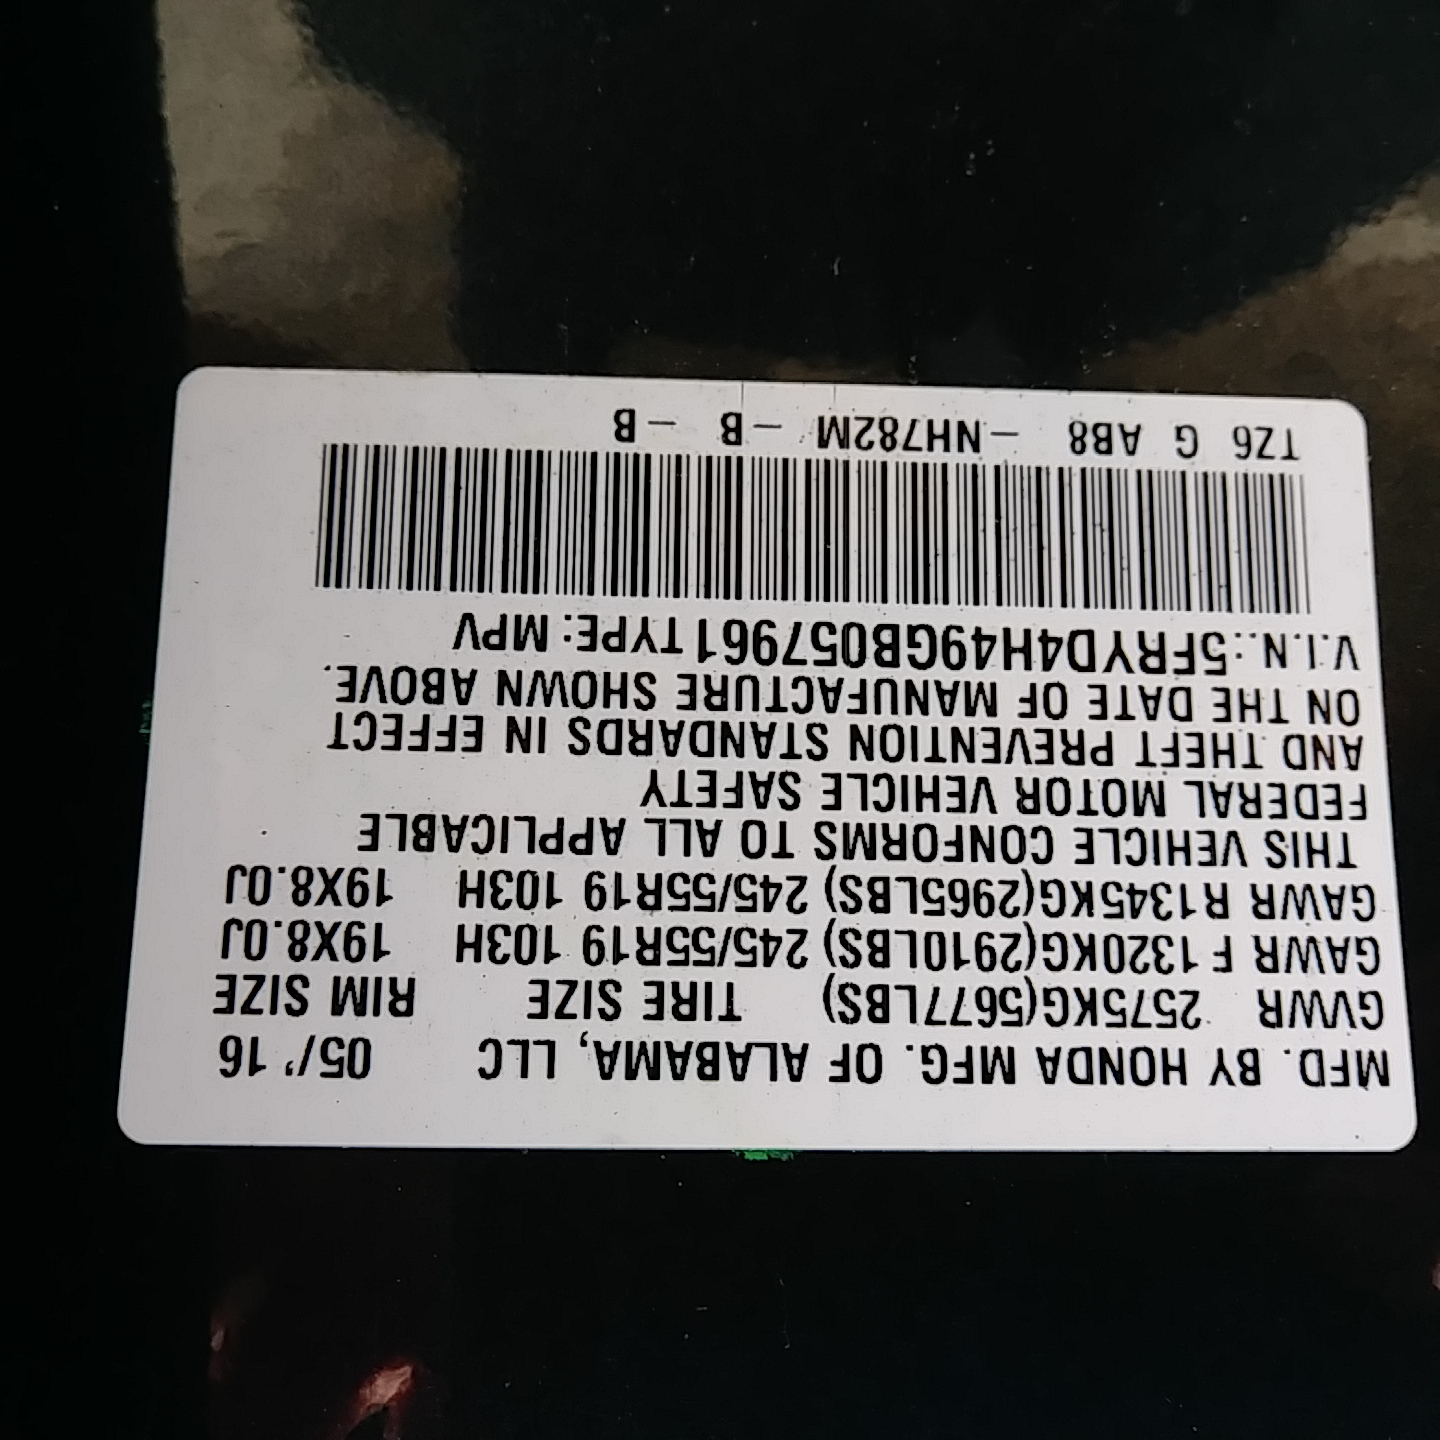 MFD. BY HONDA MFG. OF ALABAMA, LLC 05/'16
GVWR 2575KG(5677LBS) TIRE SIZE RIM SIZE
GAWR F 1320KG(2910LBS) 245/55R19 103H 19X8.0J
GAWR R1345KG(2965LBS) 245/55R19 103H 19X8.0J
THIS VEHICLE CONFORMS TO ALL APPLICABLE
FEDERAL MOTOR VEHICLE SAFETY
AND THEFT PREVENTION STANDARDS IN EFFECT
ON THE DATE OF MANUFACTURE SHOWN ABOVE.
V.I.N.:5FRYD4H49GB057961 TYPE: MPV
TZ6 G AB8 -NH782M -B -B